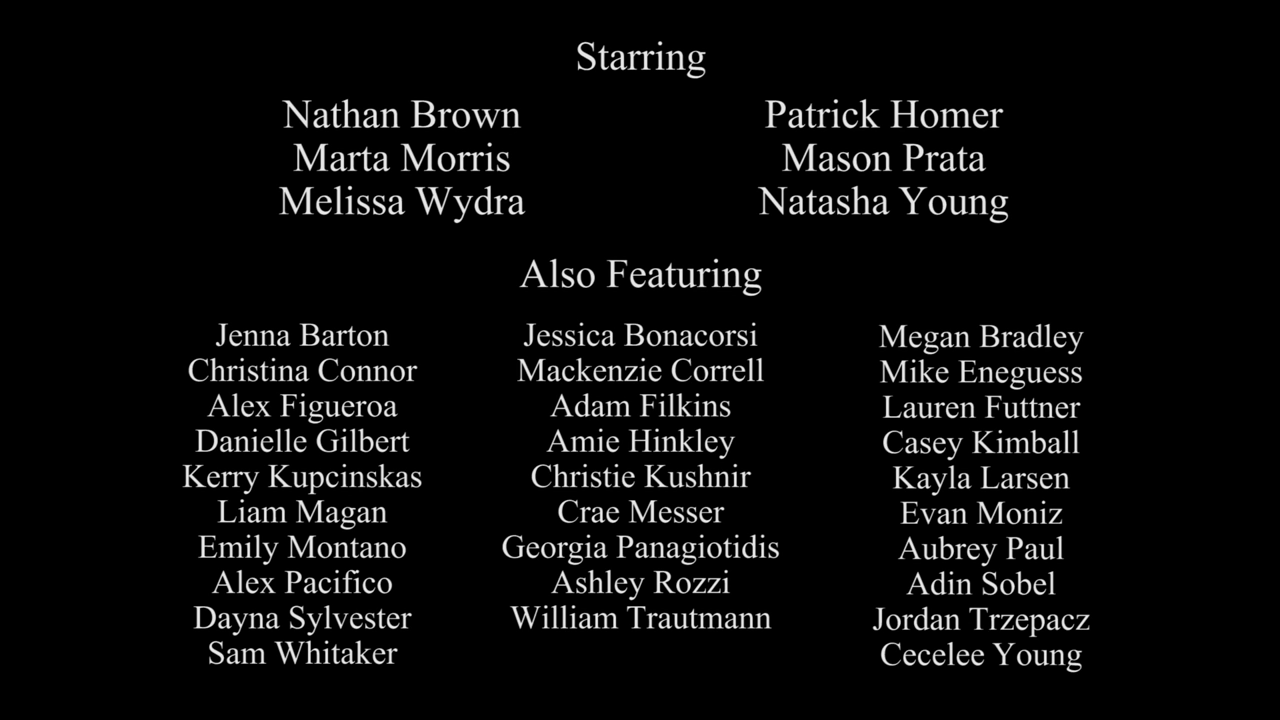 Starring
Nathan Brown
Patrick Homer
Marta Morris
Mason Prata
Melissa Wydra
Natasha Young
Also Featuring
Jenna Barton
Jessica Bonacorsi
Megan Bradley
Christina Connor
Mackenzie Correll
Mike Eneguess
Alex Figueroa
Adam Filkins
Lauren Futtner
Danielle Gilbert
Amie Hinkley
Casey Kimball
Kerry Kupcinskas
Christie Kushnir
Kayla Larsen
Liam Magan
Crae Messer
Evan Moniz
Emily Montano
Georgia Panagiotidis
Aubrey Paul
Alex Pacifico
Ashley Rozzi
Adin Sobel
Dayna Sylvester
William Trautmann
Jordan Trzepacz
Sam Whitaker
Cecelee Young